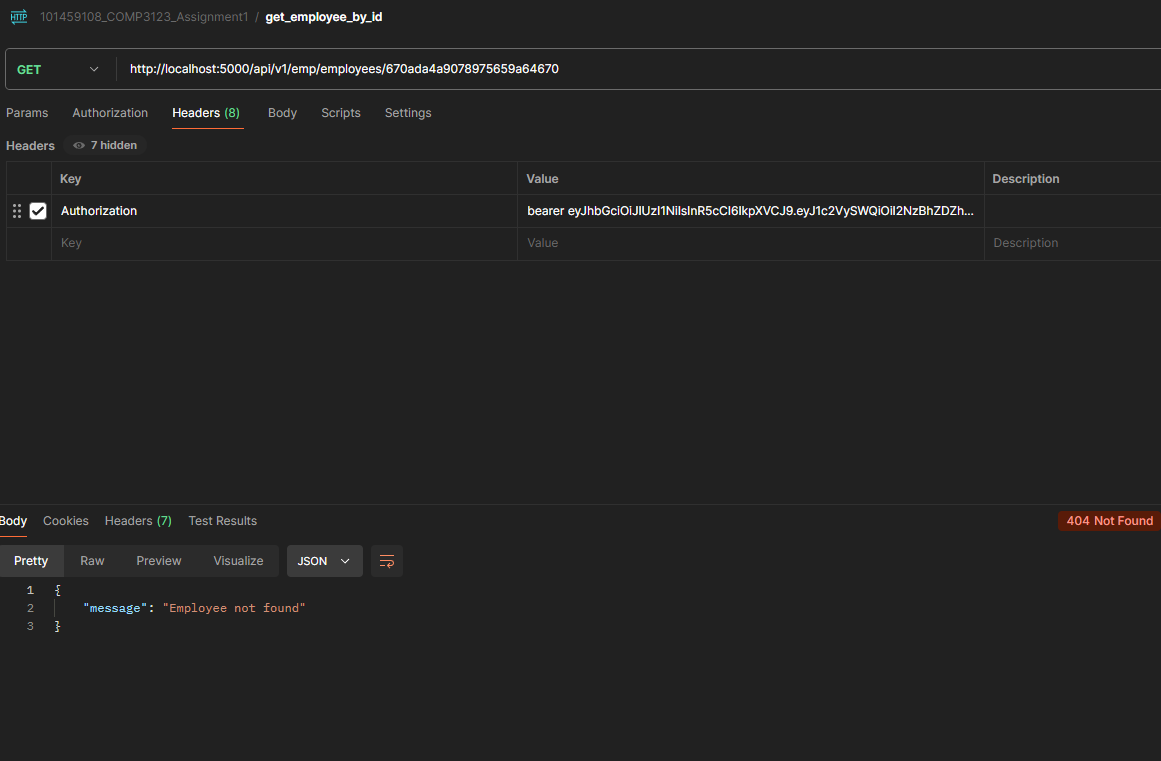 HTTP 101459108_COMP3123_Assignment1 / get_employee_by_id
GET http://localhost:5000/api/v1/emp/employees/670ada4a9078975659a64670
Params Authorization Headers (8) Body Scripts Settings
Headers 7 hidden
Key Value Description
Authorization bearer eyJhbGciOiJIUzI1NiIsInR5cCI6IkpXVCJ9.eyJ1c2VySWQiOiI2NzBhZDZh...
Key Value Description
Body Cookies Headers (7) Test Results 404 Not Found
Pretty Raw Preview Visualize JSON
1 {
2 "message": "Employee not found"
3 }